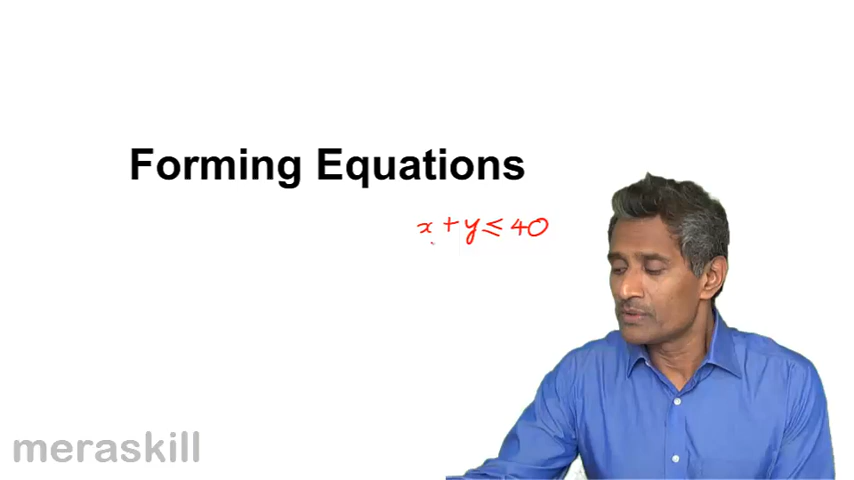 Forming Equations
x + y ≤ 40
meraskill